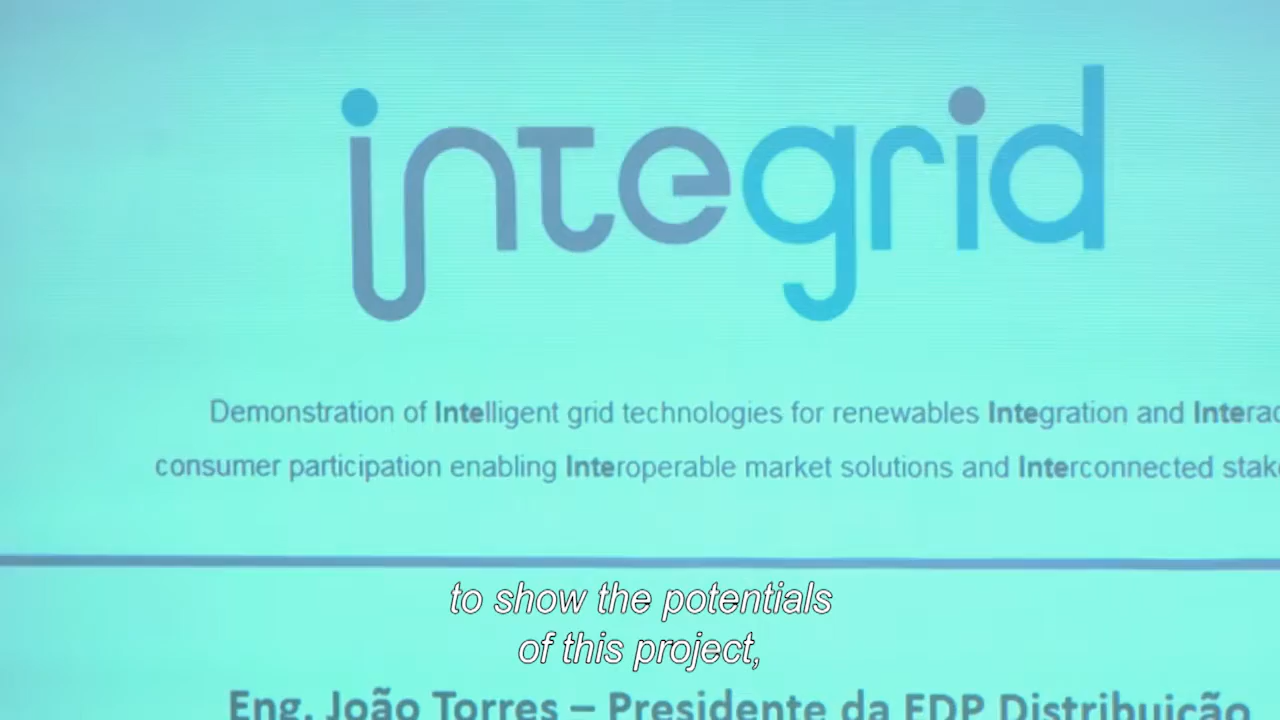 integrid
Demonstration of Intelligent grid technologies for renewables Integration and Interac
consumer participation enabling Interoperable market solutions and Interconnected stak
to show the potentials
of this project,
Eng. João Torres – Presidente da EDP Distribuição